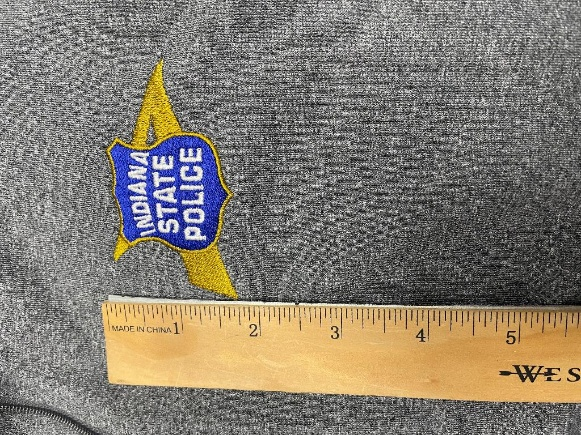 INDIANA
STATE
POLICE
MADE IN CHINA 1 2 3 4 5
WES